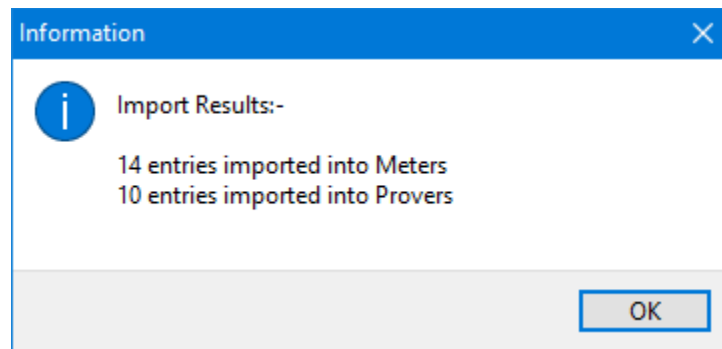 Information
Import Results:-
14 entries imported into Meters
10 entries imported into Provers
OK